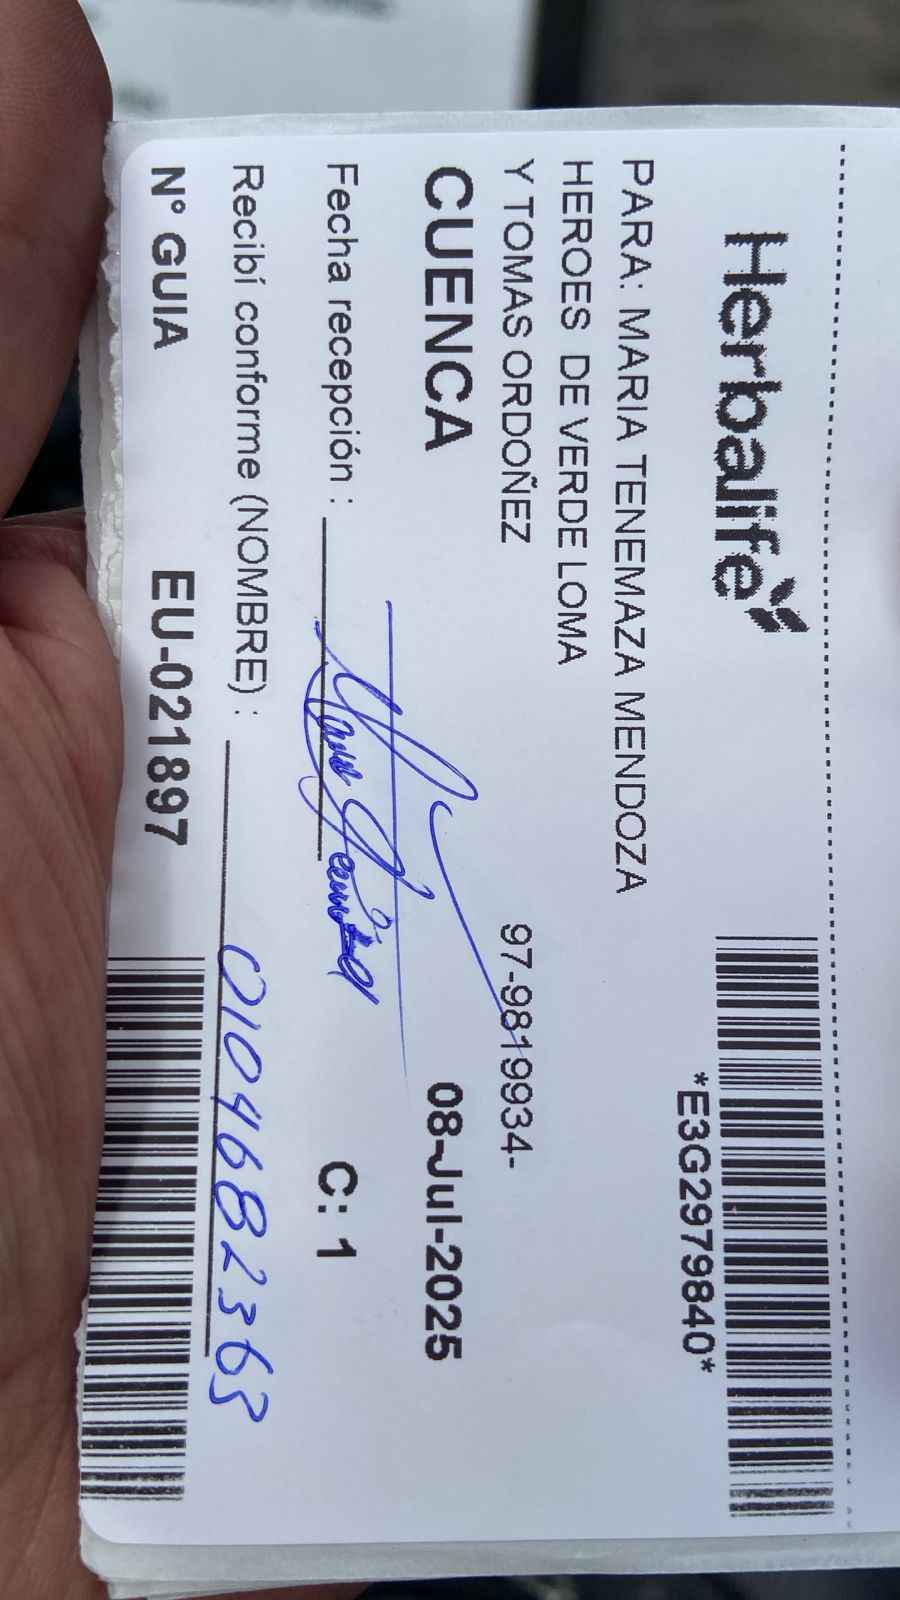 Herbalife
*E3G2979840*
PARA: MARIA TENEMAZA MENDOZA
HEROES DE VERDE LOMA
Y TOMAS ORDOÑEZ
97-9819934-
CUENCA
08-Jul-2025
Fecha recepción :
C: 1
Recibí conforme (NOMBRE) :
0104682363
N° GUIA
EU-021897